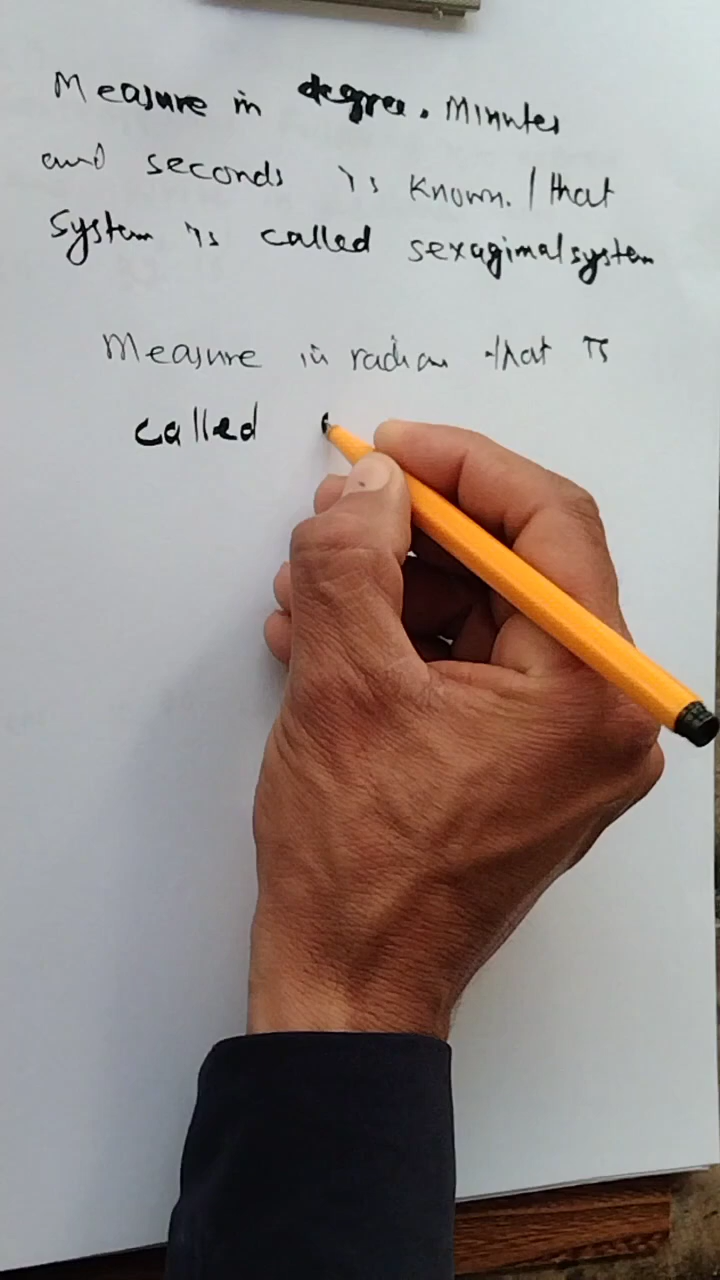 Measure in degree. Minutes
and seconds is known. / that
system is called sexagimal system
Measure in radian that is
called